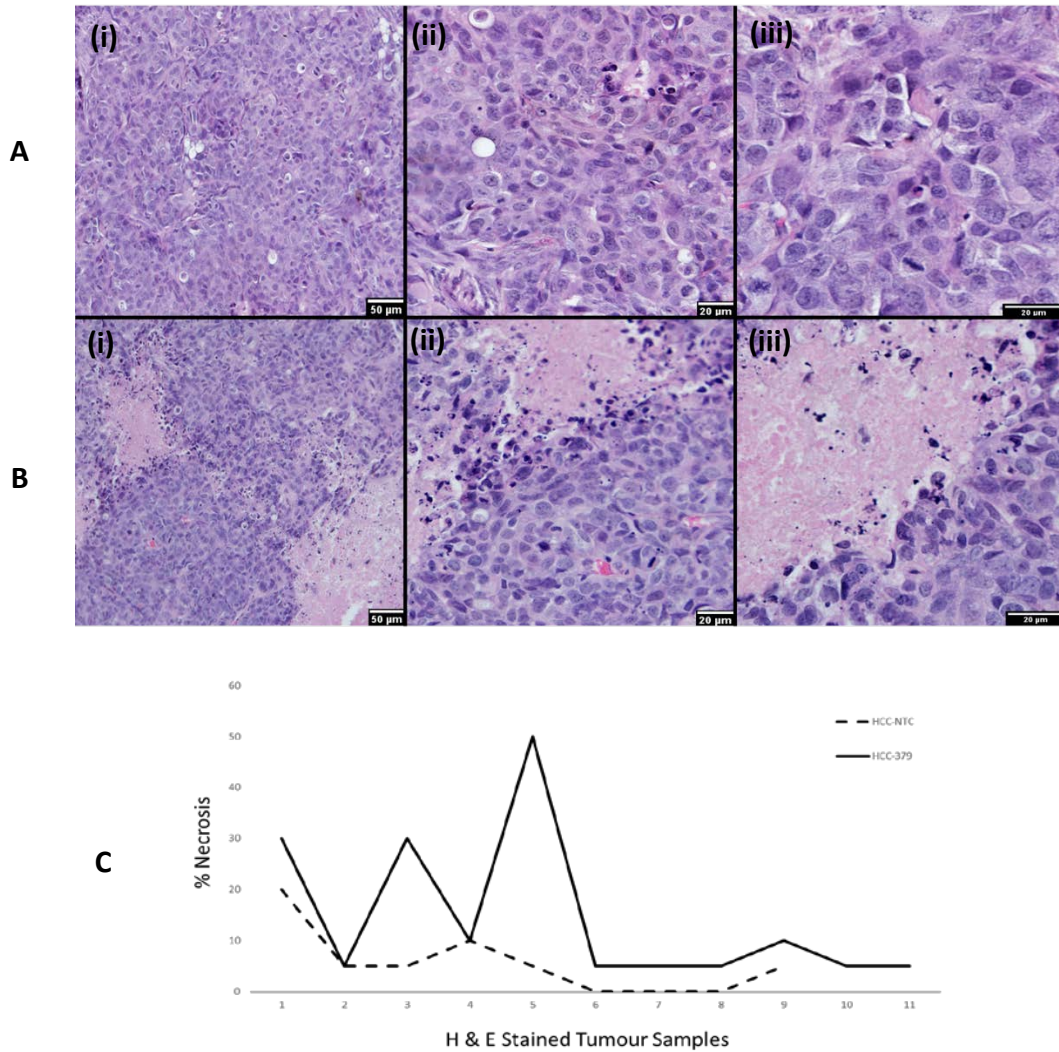 (i) (ii) (iii)
A
50 µm 20 µm 20 µm
(i) (ii) (iii)
B
50 µm 20 µm 20 µm
60
HCC-NTC
50
HCC-379
40
% Necrosis
30
C
20
10
0
1 2 3 4 5 6 7 8 9 10 11
H & E Stained Tumour Samples